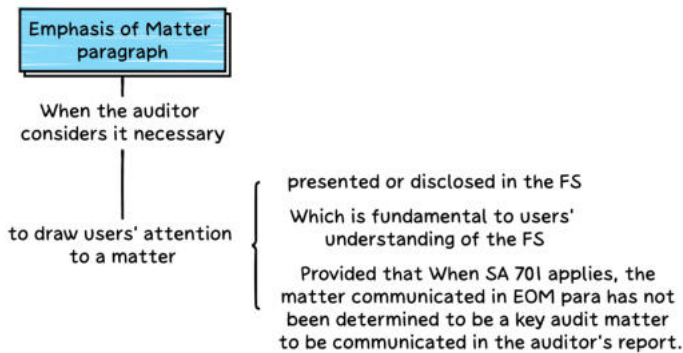 Emphasis of Matter
paragraph
When the auditor
considers it necessary
to draw users' attention
to a matter
presented or disclosed in the FS
Which is fundamental to users'
understanding of the FS
Provided that When SA 701 applies, the
matter communicated in EOM para has not
been determined to be a key audit matter
to be communicated in the auditor's report.